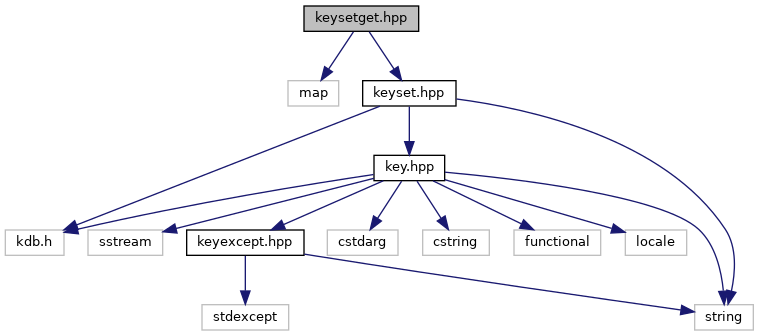 keysetget.hpp
map
keyset.hpp
key.hpp
kdb.h
sstream
keyexcept.hpp
cstdarg
cstring
functional
locale
stdexcept
string